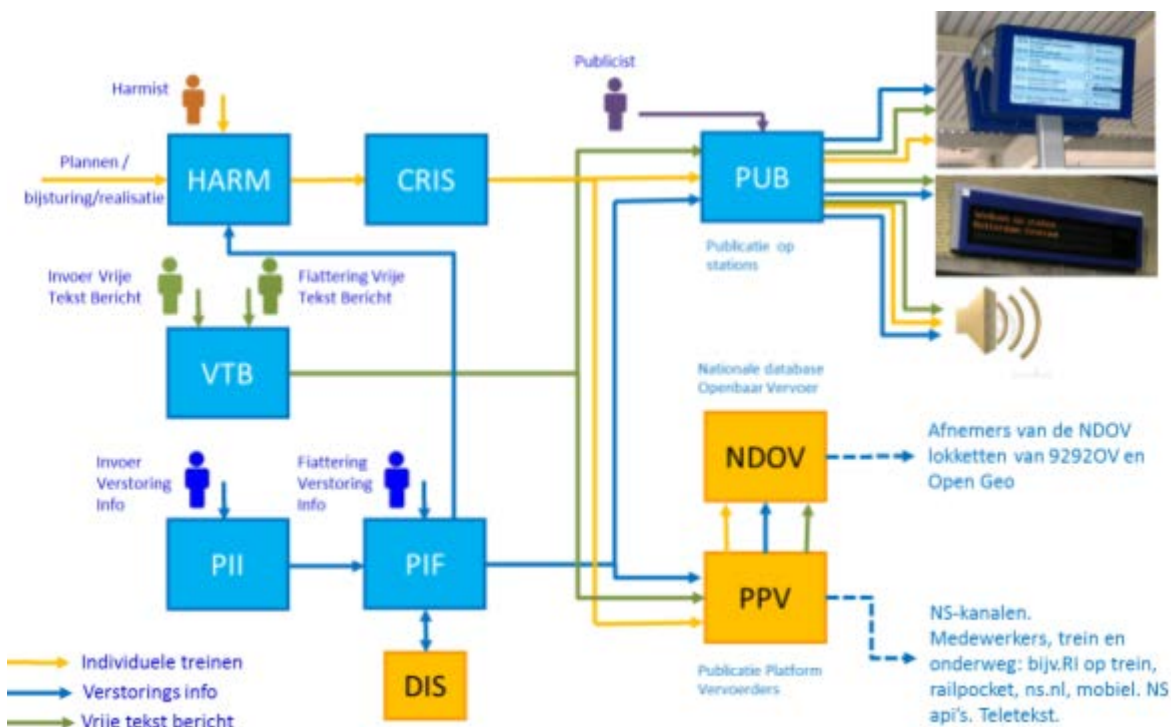 Publicist
Harmist
Plannen /
bijsturing/realisatie
HARM
CRIS
PUB
Publicatie op
stations
Invoer Vrije
Tekst Bericht
Fiattering Vrije
Tekst Bericht
VTB
Nationale database
Openbaar Vervoer
NDOV
Afnemers van de NDOV
lokketten van 9292OV en
Open Geo
Invoer
Verstoring
Info
Fiattering
Verstoring
Info
PII
PIF
PPV
Publicatie Platform
Vervoerders
NS-kanalen.
Medewerkers, trein en
onderweg: bijv.RI op trein,
railpocket, ns.nl, mobiel. NS
api's. Teletekst.
DIS
Individuele treinen
Verstorings info
Vrije tekst bericht
Rotterdam Centraal